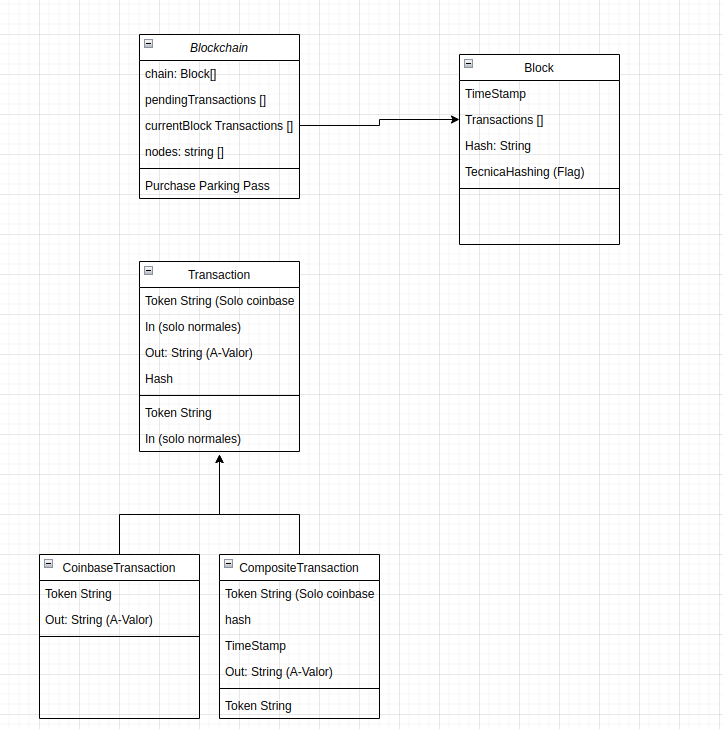 Blockchain
chain: Block[]
pendingTransactions []
currentBlock Transactions []
nodes: string []
Purchase Parking Pass
Block
TimeStamp
Transactions []
Hash: String
TecnicaHashing (Flag)
Transaction
Token String (Solo coinbase
In (solo normales)
Out: String (A-Valor)
Hash
Token String
In (solo normales)
CoinbaseTransaction
Token String
Out: String (A-Valor)
CompositeTransaction
Token String (Solo coinbase
hash
TimeStamp
Out: String (A-Valor)
Token String